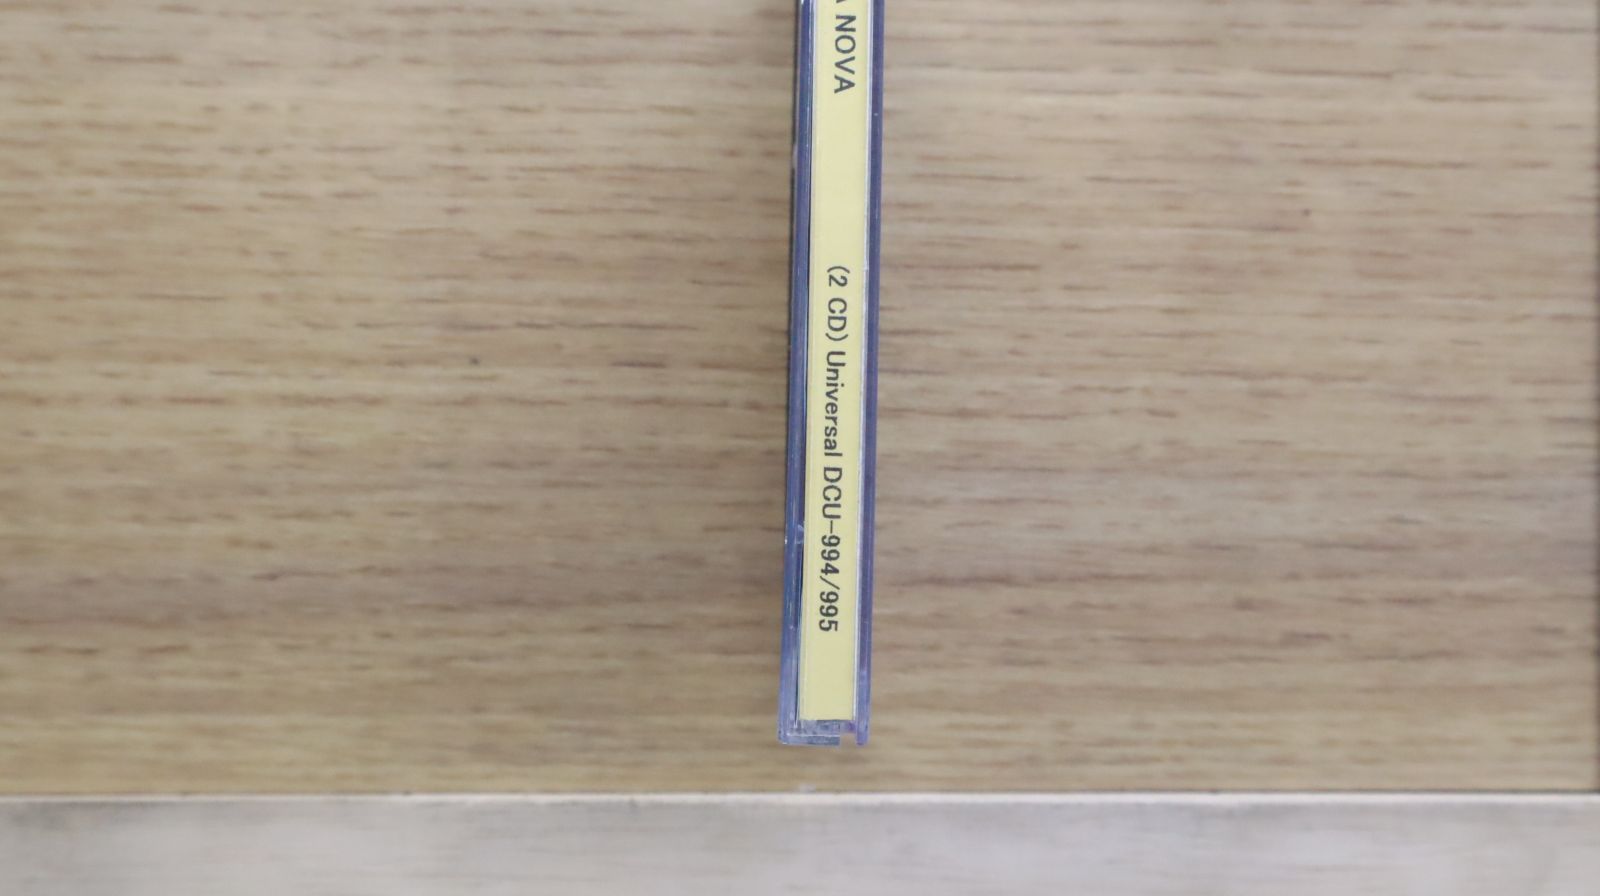 NOVA
(2 CD) Universal DCU-994/995